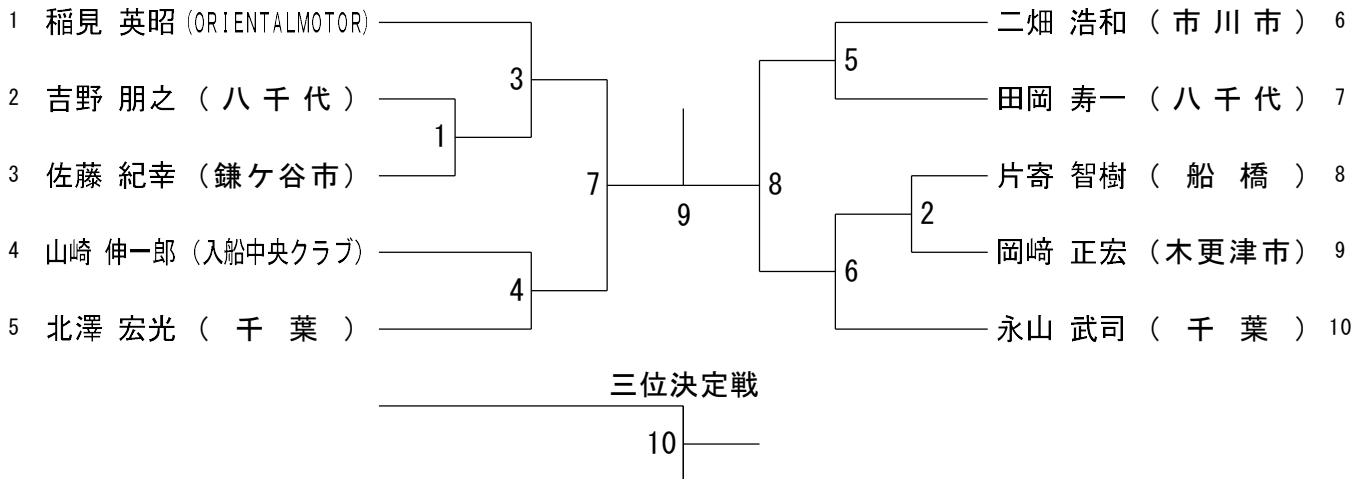 1 稲見 英昭 (ORIENTALMOTOR)
2 吉野 朋之 (八千代)
3 佐藤 紀幸 (鎌ケ谷市)
4 山崎 伸一郎 (入船中央クラブ)
5 北澤 宏光 (千葉)
3
1
7
4
9
5
8
2
6
二畑 浩和 (市川市) 6
田岡 寿一 (八千代) 7
片寄 智樹 (船橋) 8
岡﨑 正宏 (木更津市) 9
永山 武司 (千葉) 10
三位決定戦
10